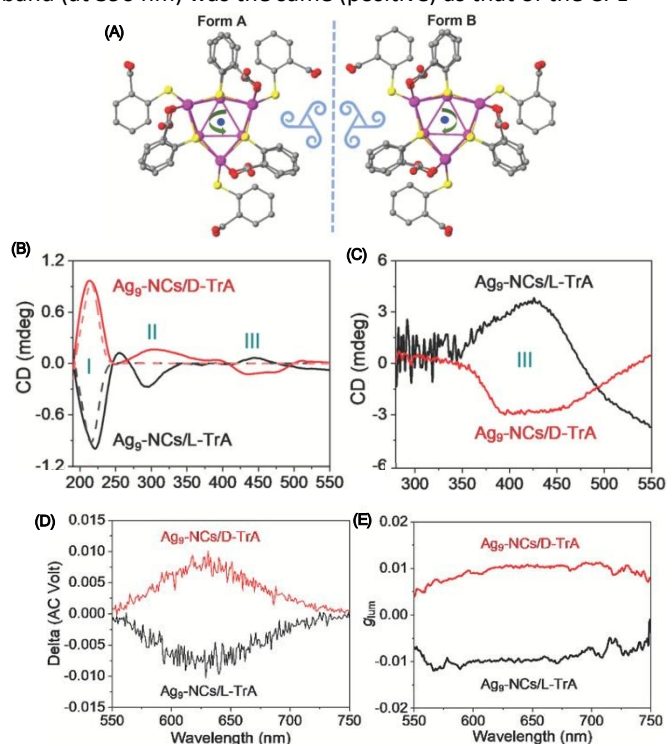 band (at 890 nm) was the same (positive) as that of the CPL
Form A Form B
(A)
(B) (C)
1.2
0.6
0.0
-0.6
-1.2
CD (mdeg)
Ag9-NCs/D-TrA
I II III
Ag9-NCs/L-TrA
200 250 300 350 400 450 500 550
6
3
0
-3
-6
CD (mdeg)
Ag9-NCs/L-TrA
III
Ag9-NCs/D-TrA
300 350 400 450 500 550
(D) (E)
0.015
0.010
0.005
0.000
-0.005
-0.010
-0.015
Delta (AC Volt)
Ag9-NCs/D-TrA
Ag9-NCs/L-TrA
550 600 650 700 750
Wavelength (nm)
0.02
0.01
0.00
-0.01
-0.02
glum
Ag9-NCs/D-TrA
Ag9-NCs/L-TrA
550 600 650 700 750
Wavelength (nm)